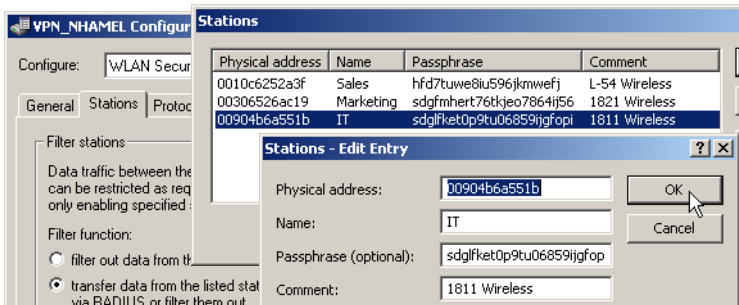 VPN_NHAMEL Configur
Configure: WLAN Secur
General Stations Protoc
Filter stations
Data traffic between the
can be restricted as req
only enabling specified
Filter function:
filter out data from th
transfer data from the listed stat
via RADIUS or filter them out
Stations
Physical address Name Passphrase Comment
0010c6252a3f Sales hfd7tuwe8iu596jkmwefj L-54 Wireless
00306526ac19 Marketing sdgfmhert76tkjeo7864ij56 1821 Wireless
00904b6a551b IT sdglfket0p9tu06859ijgfopi 1811 Wireless
Stations - Edit Entry
Physical address: 00904b6a551b OK
Name: IT Cancel
Passphrase (optional): sdglfket0p9tu06859ijgfop
Comment: 1811 Wireless